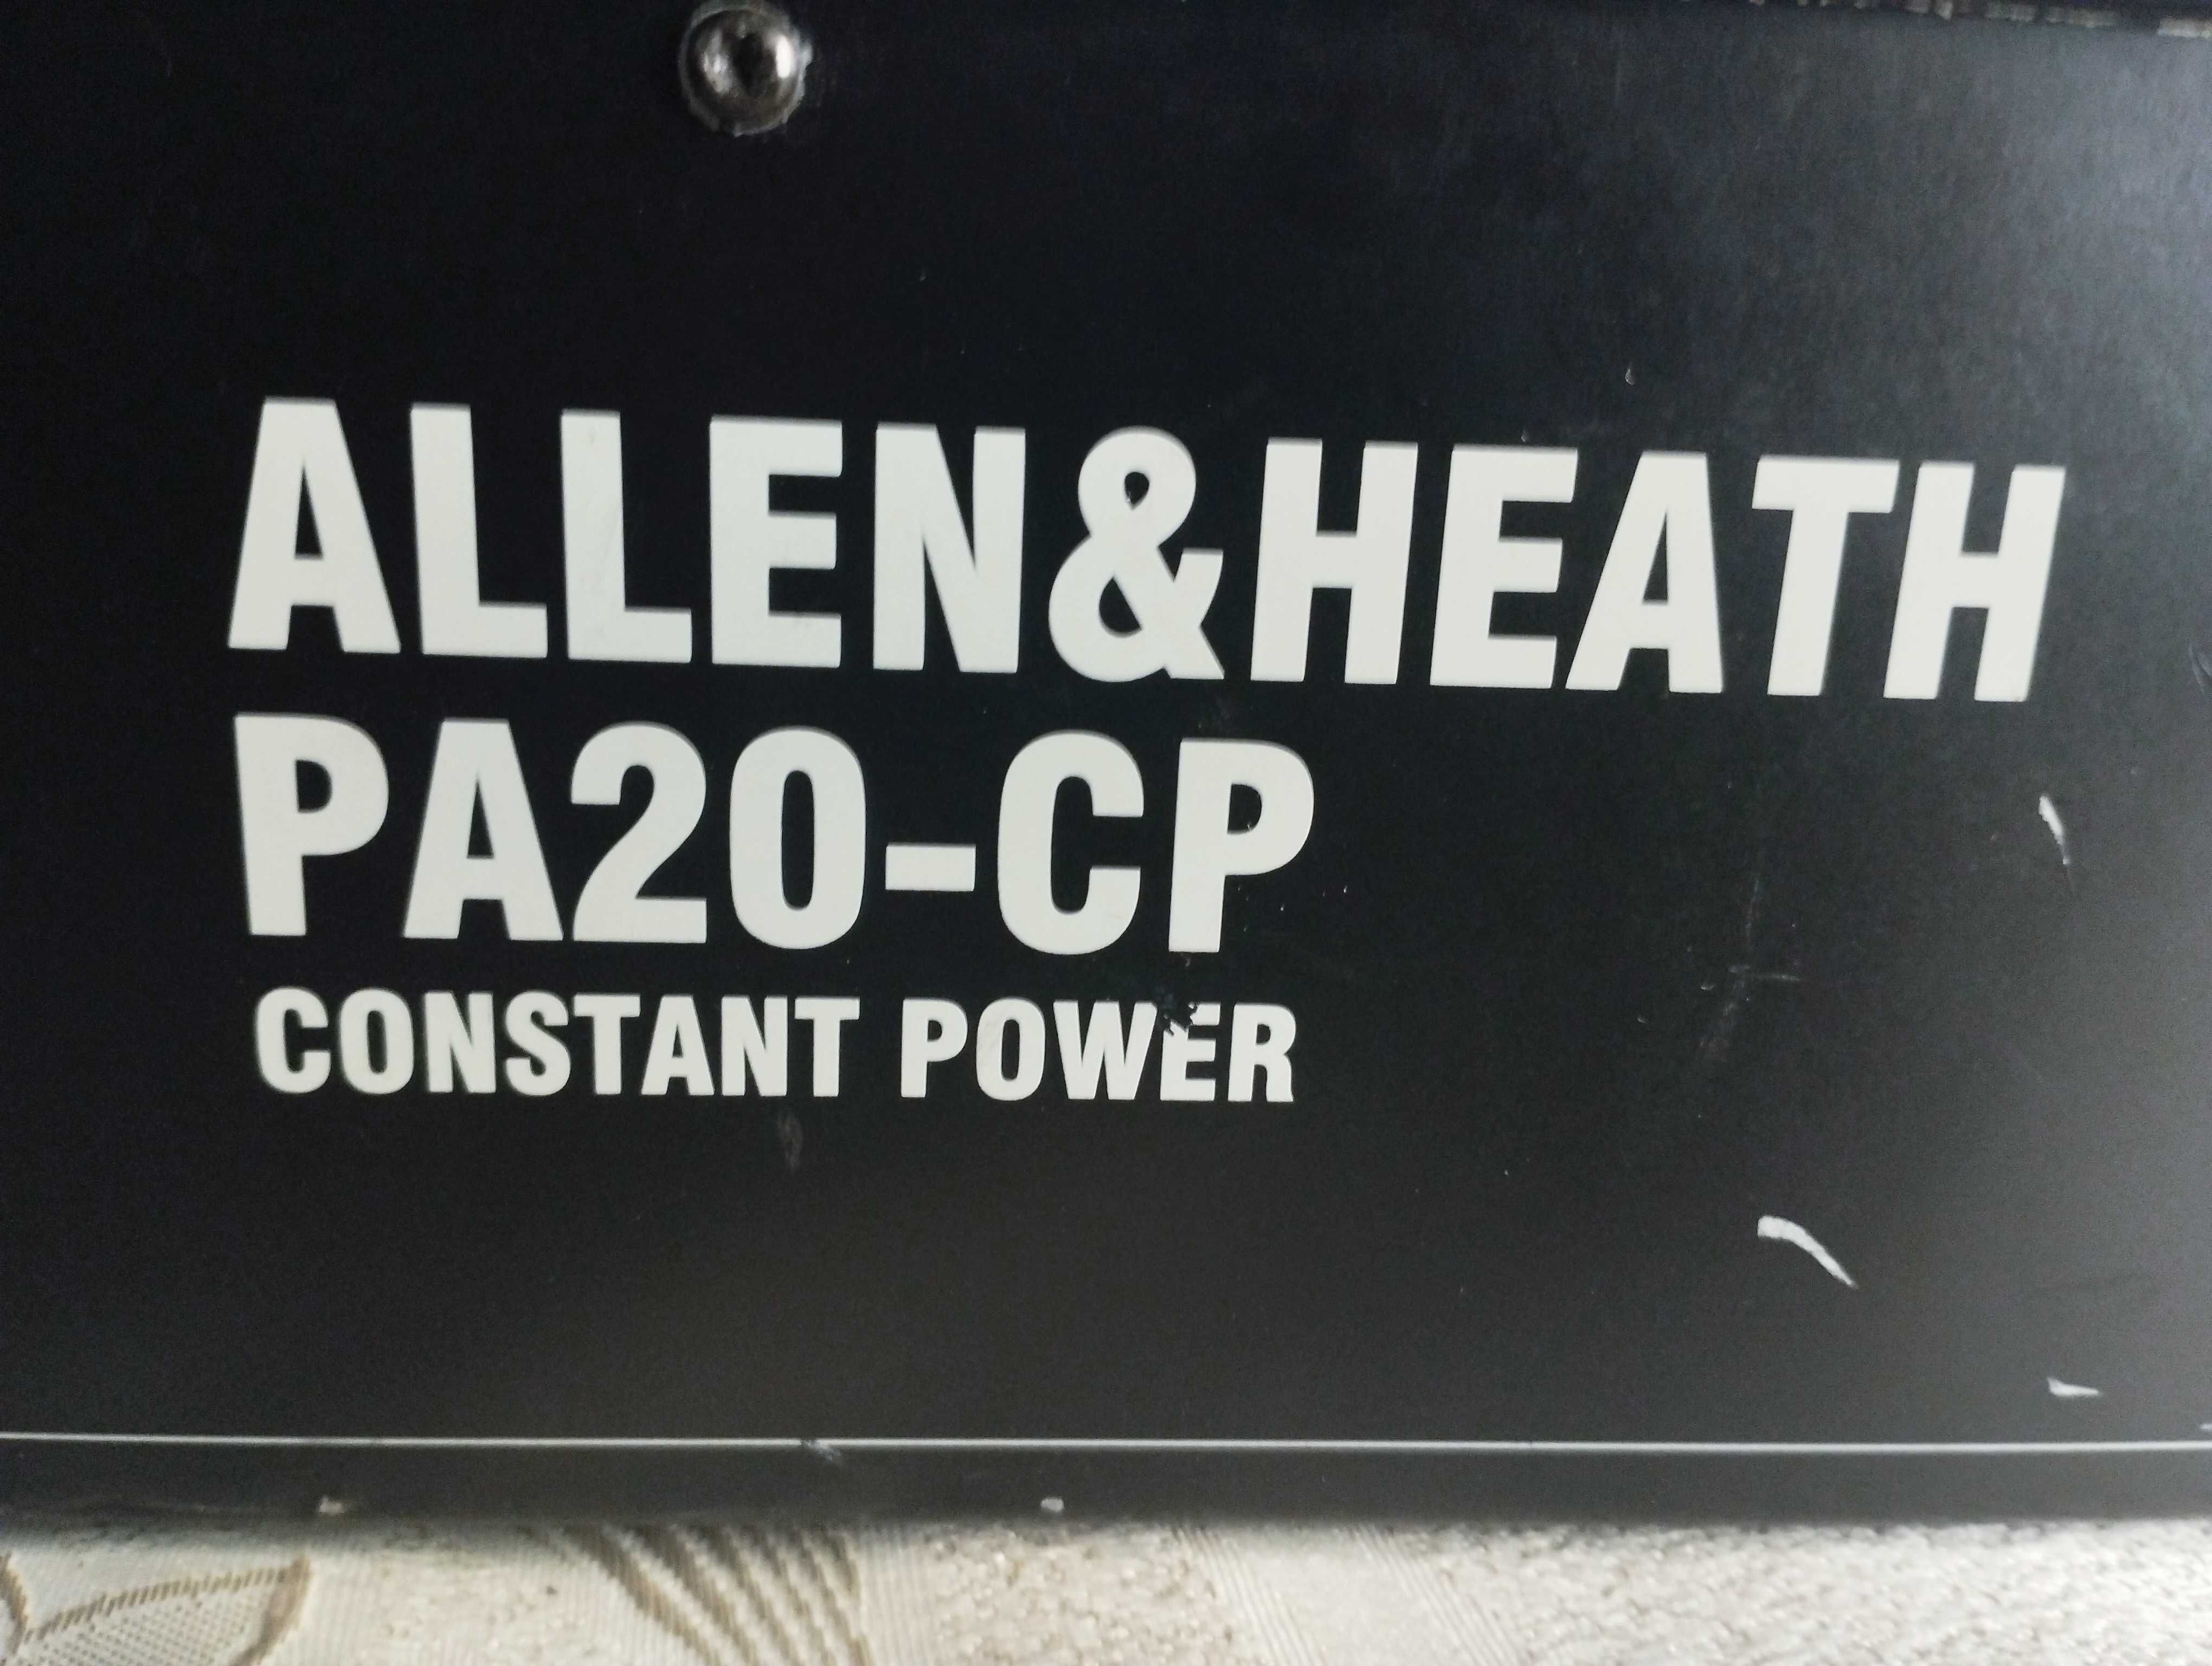 ALLEN&HEATH
PA20-CP
CONSTANT POWER